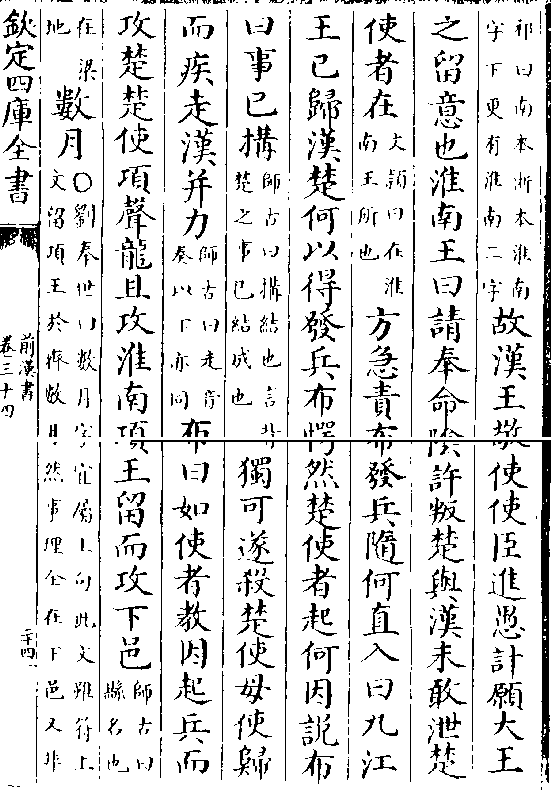 祁曰南本浙本淮南
字下更有淮南二字
故漢王敬使使臣進愚計願大王
之留意也淮南王曰請奉命陰許叛楚與漢未敢泄楚
使者在
文穎曰在淮
南王所也
方急責布發兵隨何直入曰九江
王已歸漢楚何以得發兵布愕然楚使者起何因說布
曰事已搆
師古曰搆結也言背
楚之事已結成也
獨可遂殺楚使毋使歸
而疾走漢并力
師古曰走音
奏以下亦同
布曰如使者教因起兵而
攻楚楚使項聲龍且攻淮南項王留而攻下邑
師古曰
縣名也
在梁
地
數月
○劉奉世曰數月字宜屬上句此文雖符上
文留項王於齊數月然事理全在下邑又非
欽定四庫全書
前漢書
卷三十四
二十四